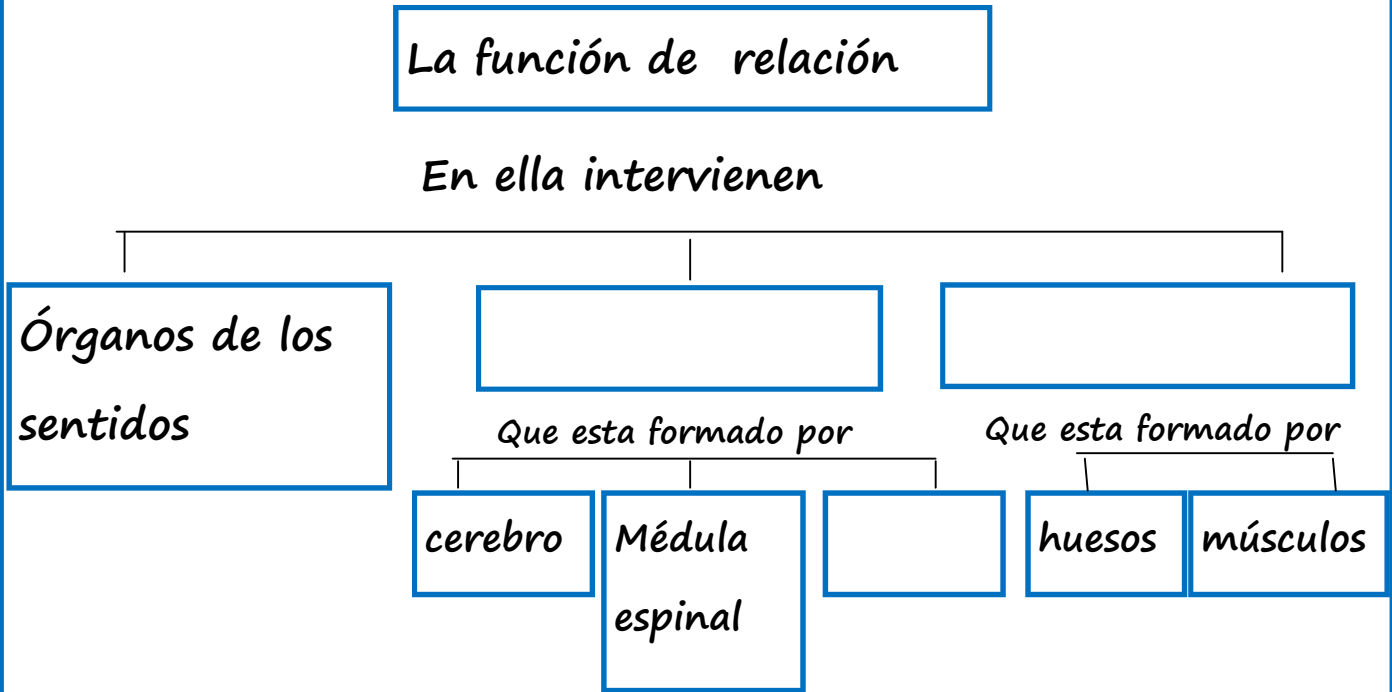 La función de relación
En ella intervienen
Órganos de los
sentidos
Que esta formado por
Que esta formado por
cerebro
Médula
espinal
huesos
músculos